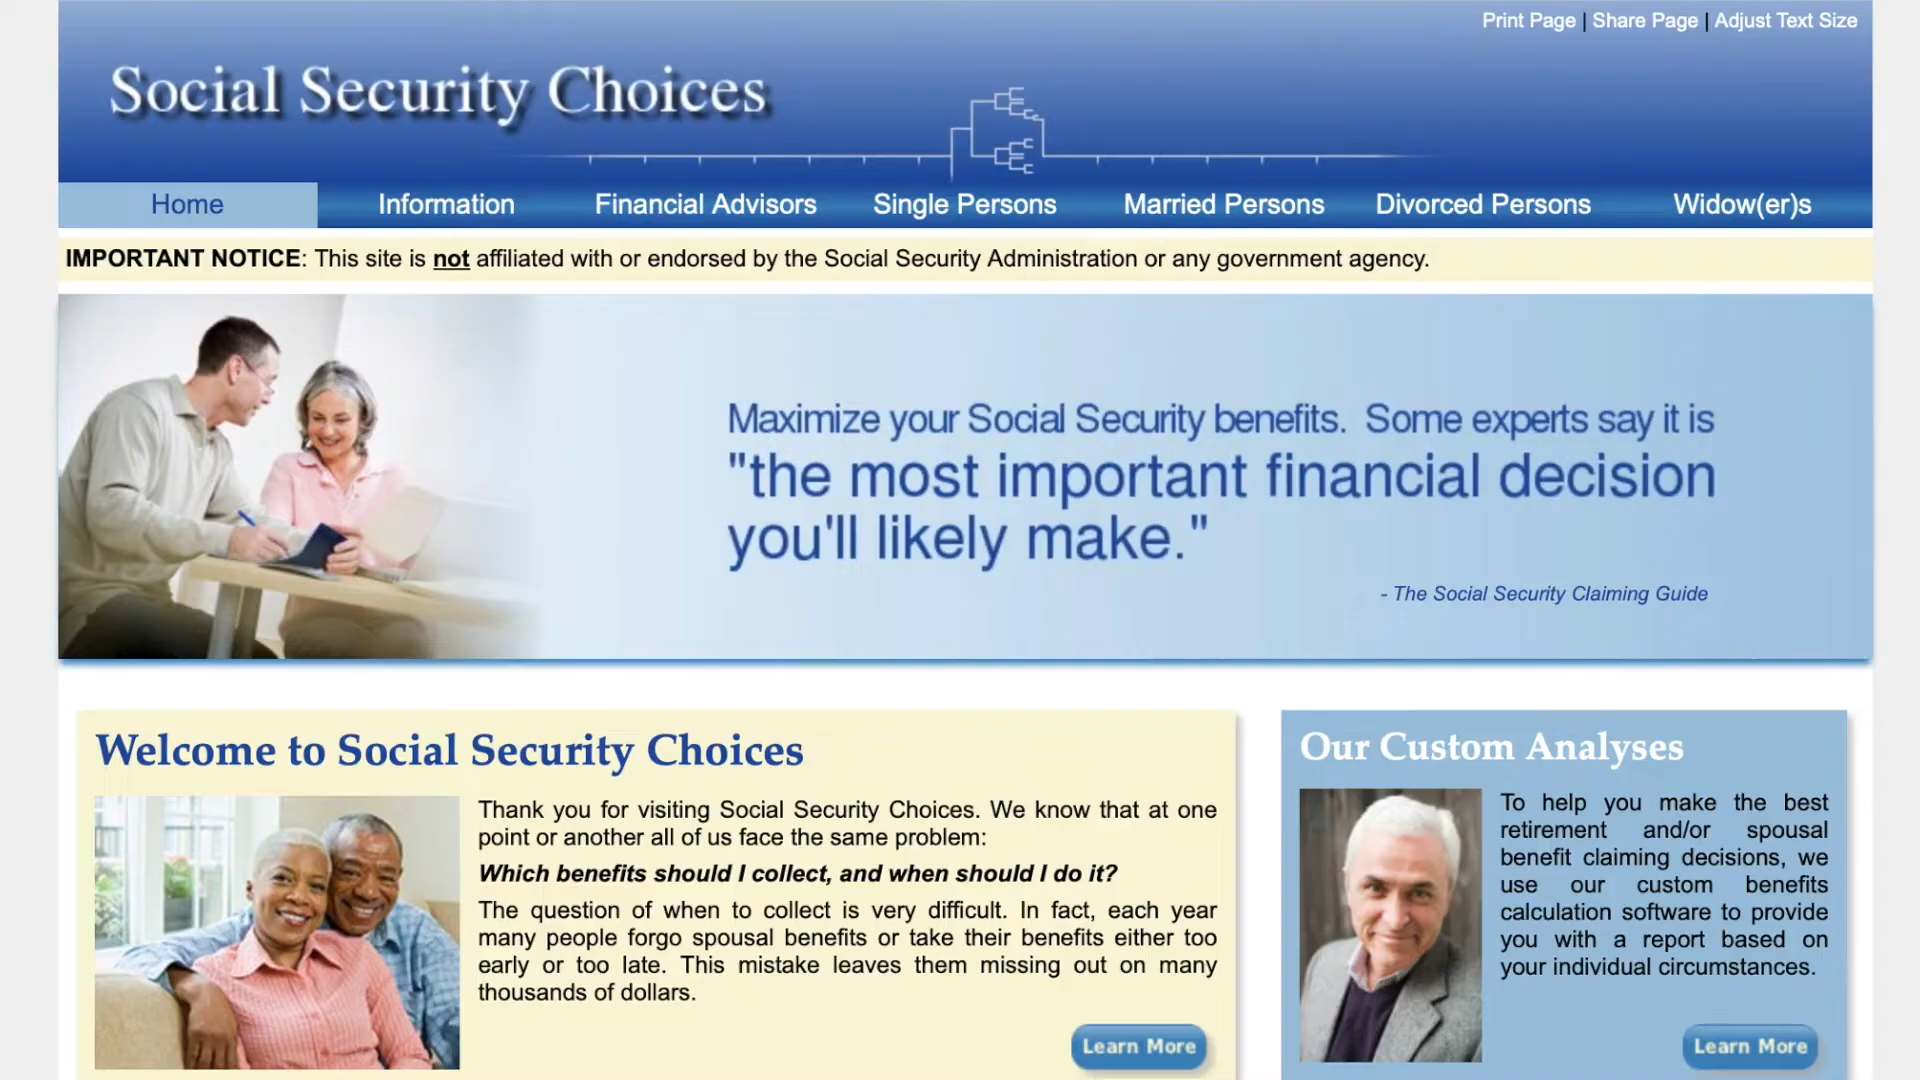 Print Page | Share Page | Adjust Text Size
Social Security Choices
Home Information Financial Advisors Single Persons Married Persons Divorced Persons Widow(er)s
IMPORTANT NOTICE: This site is not affiliated with or endorsed by the Social Security Administration or any government agency.
Maximize your Social Security benefits. Some experts say it is
"the most important financial decision
you'll likely make."
- The Social Security Claiming Guide
Welcome to Social Security Choices
Thank you for visiting Social Security Choices. We know that at one
point or another all of us face the same problem:
Which benefits should I collect, and when should I do it?
The question of when to collect is very difficult. In fact, each year
many people forgo spousal benefits or take their benefits either too
early or too late. This mistake leaves them missing out on many
thousands of dollars.
Learn More
Our Custom Analyses
To help you make the best
retirement and/or spousal
benefit claiming decisions, we
use our custom benefits
calculation software to provide
you with a report based on
your individual circumstances.
Learn More